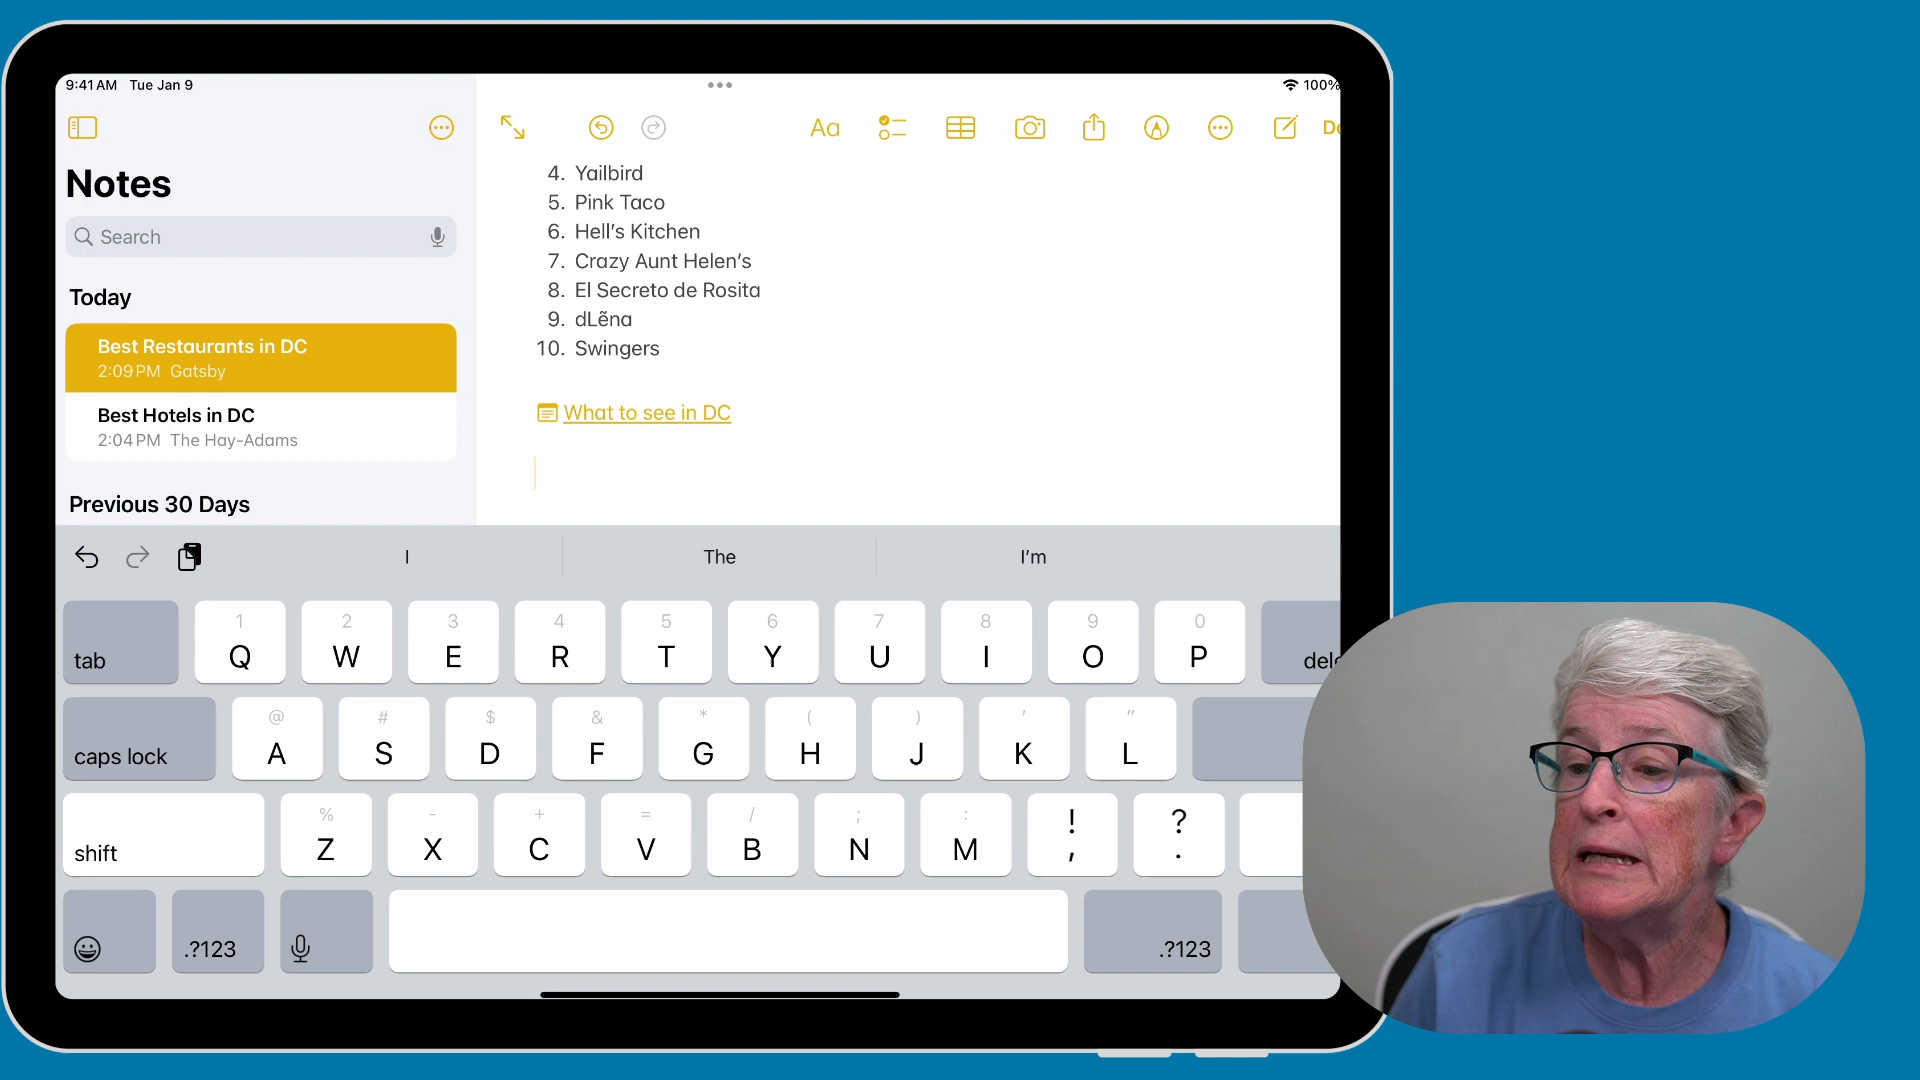 9:41 AM Tue Jan 9
100%
Notes
Search
Today
Best Restaurants in DC
2:09 PM Gatsby
Best Hotels in DC
2:04 PM The Hay-Adams
Previous 30 Days
Aa
Do
4. Yailbird
5. Pink Taco
6. Hell's Kitchen
7. Crazy Aunt Helen's
8. El Secreto de Rosita
9. dLẽna
10. Swingers
What to see in DC
I The I'm
1 2 3 4 5 6 7 8 9 0
tab Q W E R T Y U I O P dele
@ # $ & * ( ) ' "
caps lock A S D F G H J K L
% - + = / ; : ! ?
shift Z X C V B N M , .
.?123 .?123